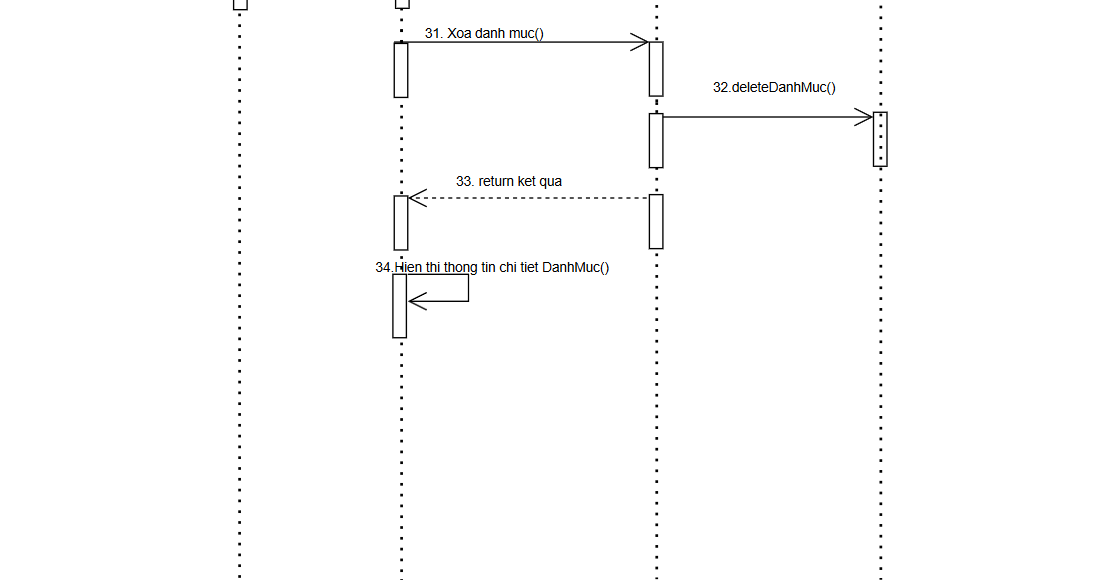 31. Xoa danh muc()
32.deleteDanhMuc()
33. return ket qua
34.Hien thi thong tin chi tiet DanhMuc()